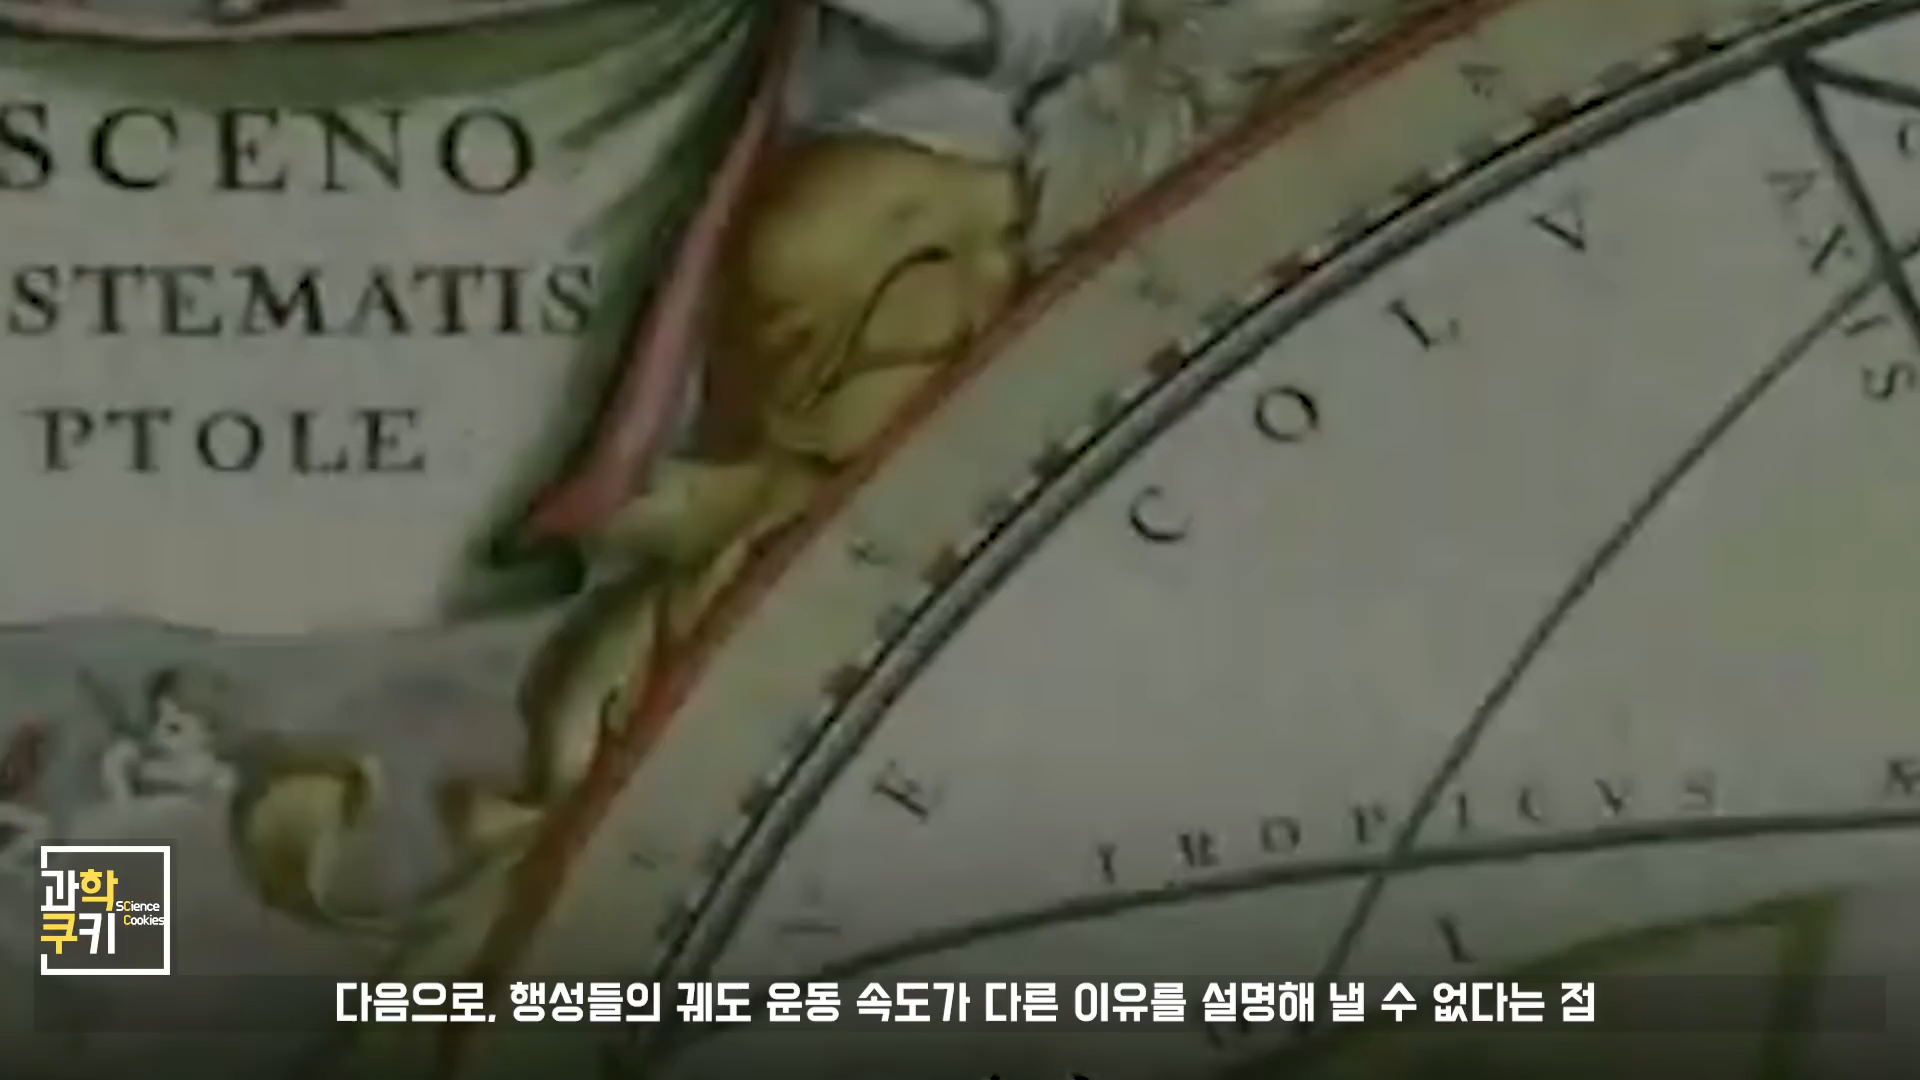 SCENO
STEMATIS
PTOLE
COLV
AXIS
TROPICVS
과학
쿠키
SCience
Cookies
다음으로, 행성들의 궤도 운동 속도가 다른 이유를 설명해 낼 수 없다는 점